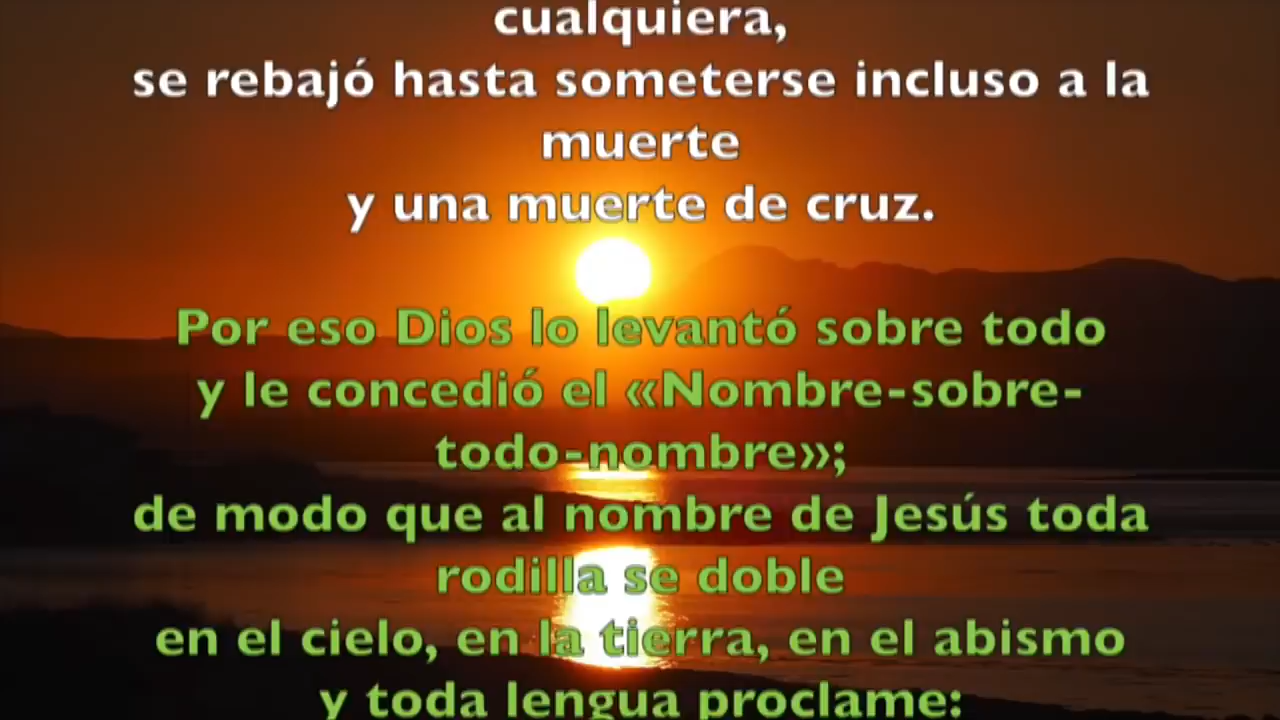 cualquiera,
se rebajó hasta someterse incluso a la
muerte
y una muerte de cruz.
Por eso Dios lo levantó sobre todo
y le concedió el «Nombre-sobre-
todo-nombre»;
de modo que al nombre de Jesús toda
rodilla se doble
en el cielo, en la tierra, en el abismo
y toda lengua proclame: